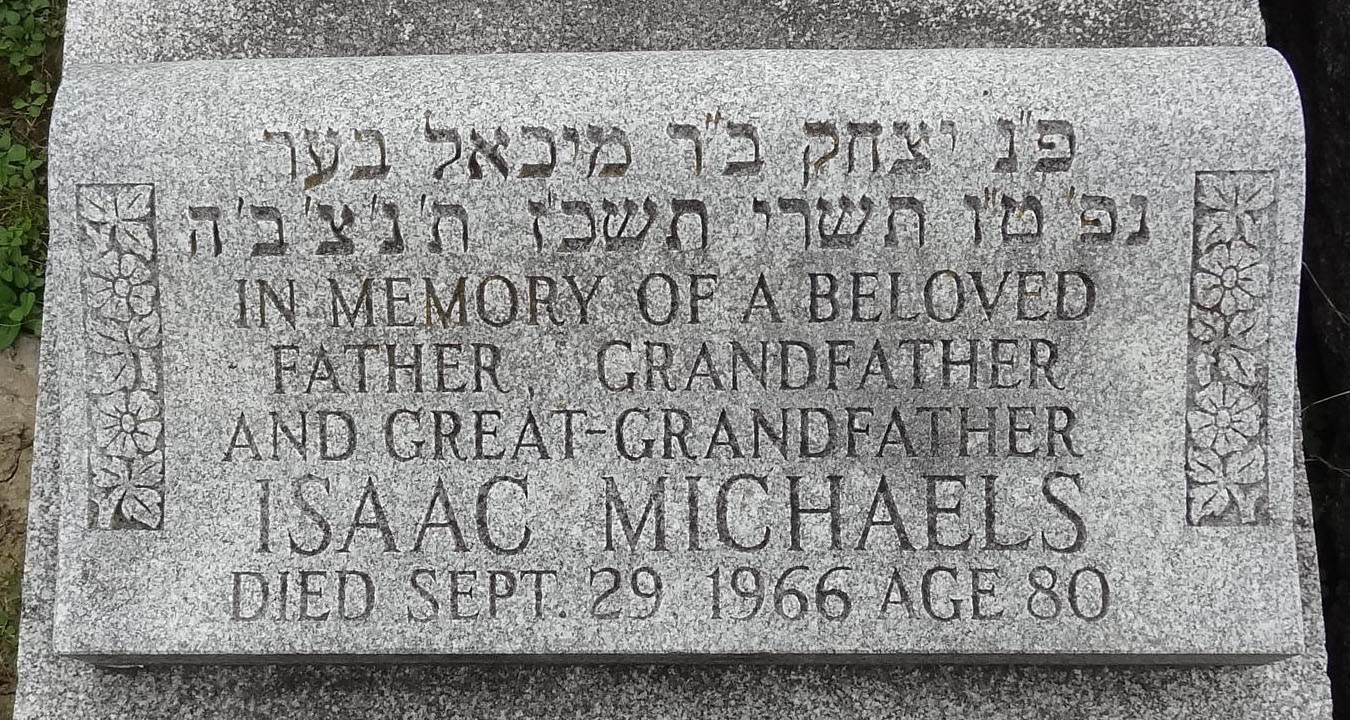 פ"נ יצחק ב"ר מיכאל בער
נפ' ט"ו תשרי תשכ"ז ת'נ'צ'ב'ה
IN MEMORY OF A BELOVED
FATHER, GRANDFATHER
AND GREAT-GRANDFATHER
ISAAC MICHAELS
DIED SEPT. 29, 1966 AGE 80